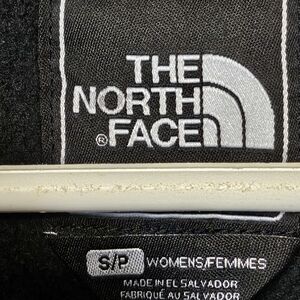 THE
NORTH
®FACE
S/P WOMENS/FEMMES
MADE IN EL SALVADOR
FABRIQUÉ AU SALVADOR